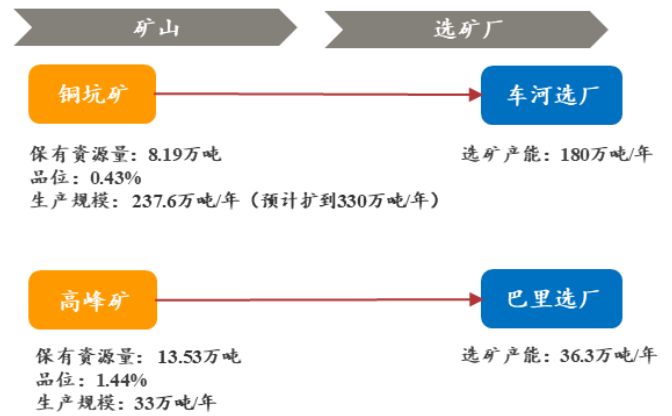 矿山
选矿厂
铜坑矿
车河选厂
保有资源量：8.19万吨
品位：0.43%
生产规模：237.6万吨/年（预计扩到330万吨/年）
选矿产能：180万吨/年
高峰矿
巴里选厂
保有资源量：13.53万吨
品位：1.44%
生产规模：33万吨/年
选矿产能：36.3万吨/年